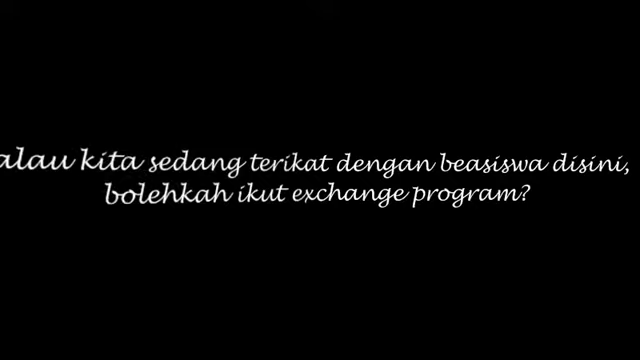 alau kita sedang terikat dengan beasiswa disini,
bolehkah ikut exchange program?